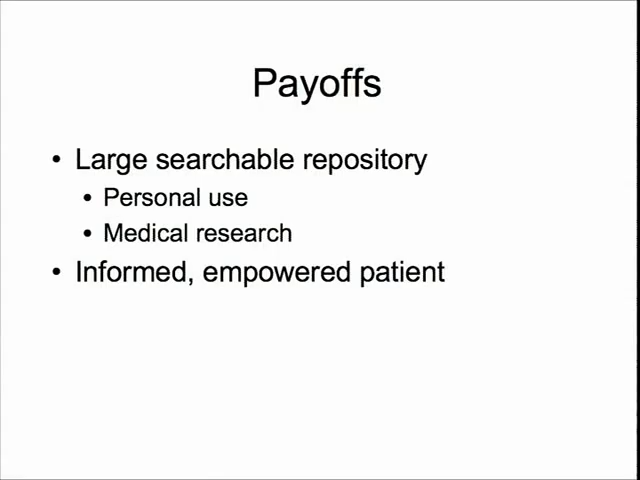 Payoffs
• Large searchable repository
• Personal use
• Medical research
• Informed, empowered patient